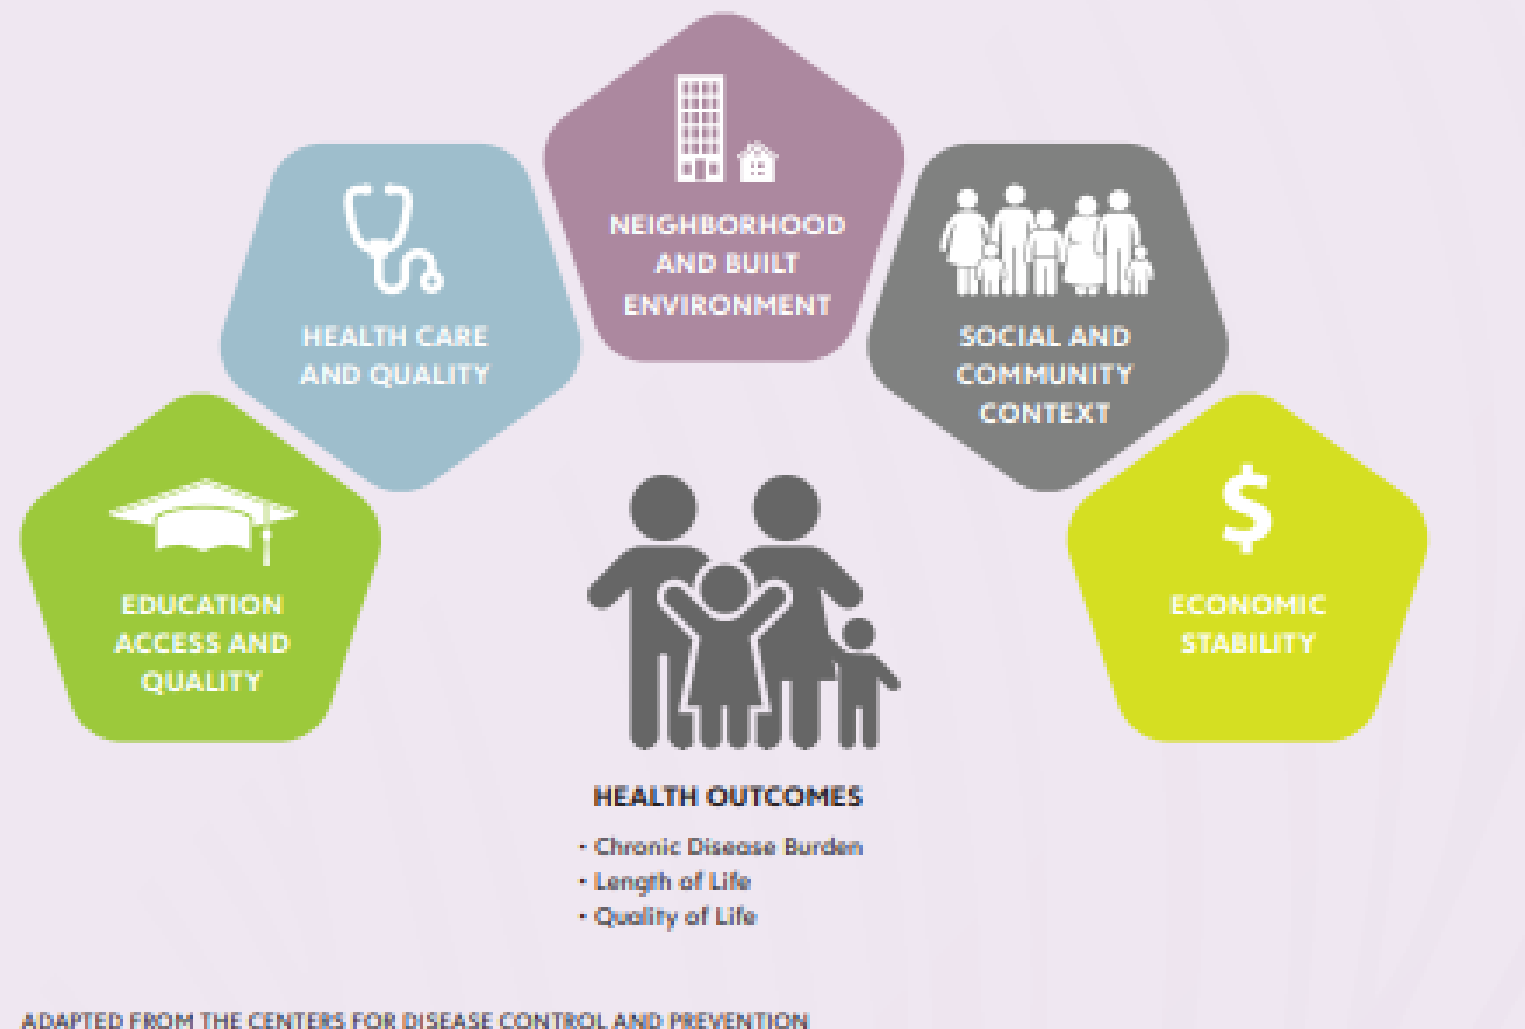 NEIGHBORHOOD
AND BUILT
ENVIRONMENT
HEALTH CARE
AND QUALITY
SOCIAL AND
COMMUNITY
CONTEXT
EDUCATION
ACCESS AND
QUALITY
$
ECONOMIC
STABILITY
HEALTH OUTCOMES
• Chronic Disease Burden
• Length of Life
• Quality of Life
ADAPTED FROM THE CENTERS FOR DISEASE CONTROL AND PREVENTION